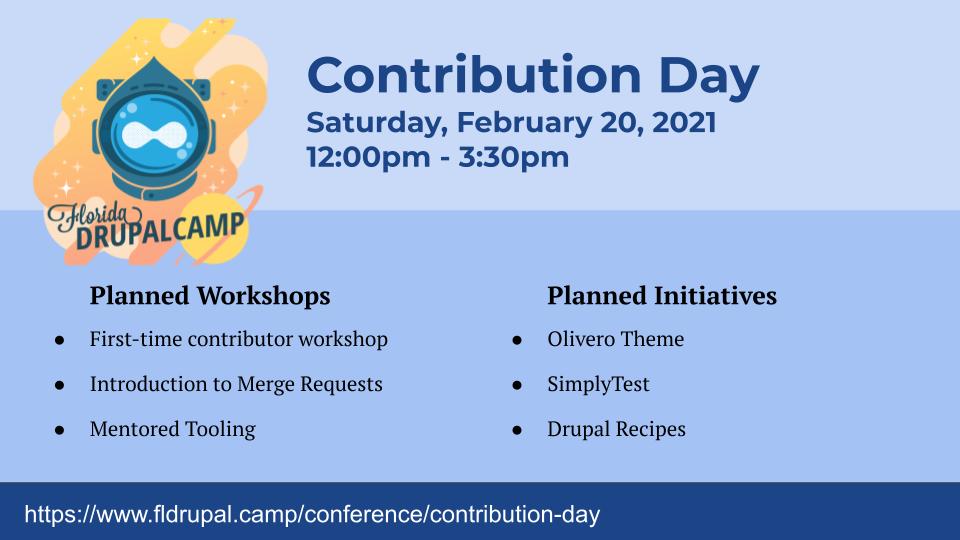 Contribution Day
Saturday, February 20, 2021
12:00pm - 3:30pm
Florida
DRUPALCAMP
Planned Workshops
● First-time contributor workshop
● Introduction to Merge Requests
● Mentored Tooling
Planned Initiatives
● Olivero Theme
● SimplyTest
● Drupal Recipes
https://www.fldrupal.camp/conference/contribution-day